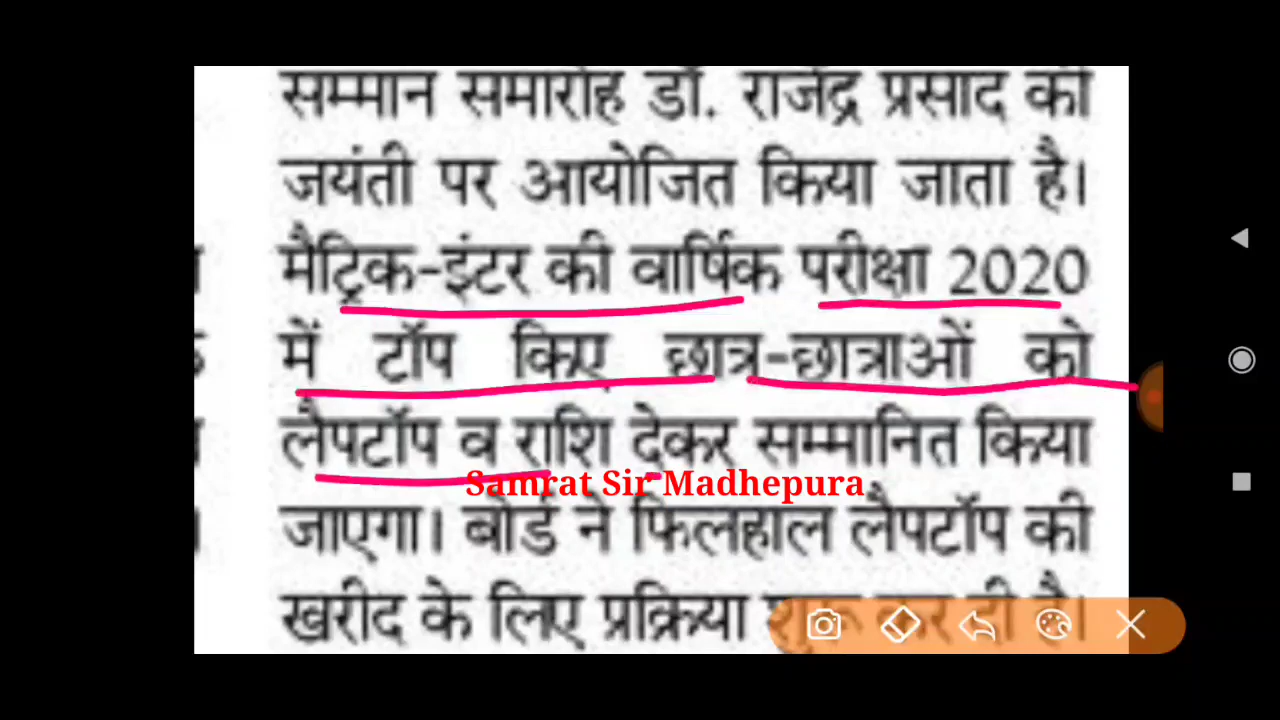 सम्मान समारोह डॉ. राजेंद्र प्रसाद की
जयंती पर आयोजित किया जाता है।
मैट्रिक-इंटर की वार्षिक परीक्षा 2020
में टॉप किए छात्र-छात्राओं को
लैपटॉप व राशि देकर सम्मानित किया
Samrat Sir Madhepura
जाएगा। बोर्ड ने फिलहाल लैपटॉप की
खरीद के लिए प्रक्रिया शुरू कर दी है।